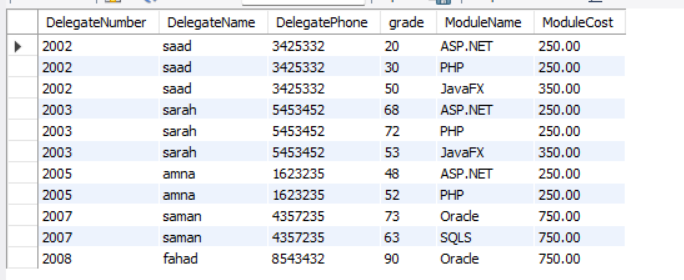 DelegateNumber DelegateName DelegatePhone grade ModuleName ModuleCost
2002 saad 3425332 20 ASP.NET 250.00
2002 saad 3425332 30 PHP 250.00
2002 saad 3425332 50 JavaFX 350.00
2003 sarah 5453452 68 ASP.NET 250.00
2003 sarah 5453452 72 PHP 250.00
2003 sarah 5453452 53 JavaFX 350.00
2005 amna 1623235 48 ASP.NET 250.00
2005 amna 1623235 52 PHP 250.00
2007 saman 4357235 73 Oracle 750.00
2007 saman 4357235 63 SQLS 750.00
2008 fahad 8543432 90 Oracle 750.00